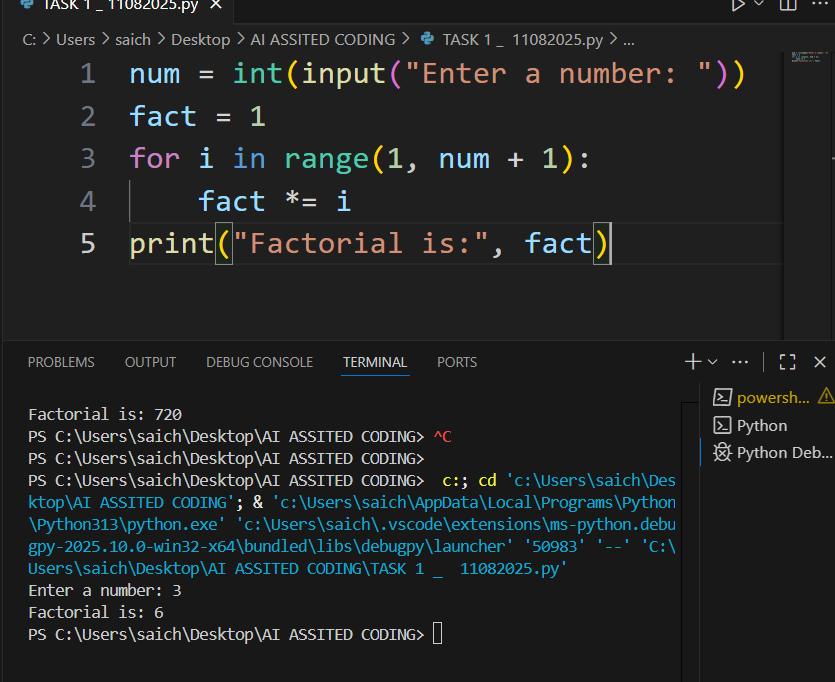 TASK 1 _ 11082025.py ×
C: > Users > saich > Desktop > AI ASSITED CODING > TASK 1 _ 11082025.py > ...
1 num = int(input("Enter a number: "))
2 fact = 1
3 for i in range(1, num + 1):
4     fact *= i
5 print("Factorial is:", fact)
PROBLEMS OUTPUT DEBUG CONSOLE TERMINAL PORTS
Factorial is: 720
PS C:\Users\saich\Desktop\AI ASSITED CODING> ^C
PS C:\Users\saich\Desktop\AI ASSITED CODING>
PS C:\Users\saich\Desktop\AI ASSITED CODING>  c:; cd 'c:\Users\saich\Des
ktop\AI ASSITED CODING'; & 'c:\Users\saich\AppData\Local\Programs\Python
\Python313\python.exe' 'c:\Users\saich\.vscode\extensions\ms-python.debu
gpy-2025.10.0-win32-x64\bundled\libs\debugpy\launcher' '50983' '--' 'C:\
Users\saich\Desktop\AI ASSITED CODING\TASK 1 _  11082025.py'
Enter a number: 3
Factorial is: 6
PS C:\Users\saich\Desktop\AI ASSITED CODING>
powersh...
Python
Python Deb...